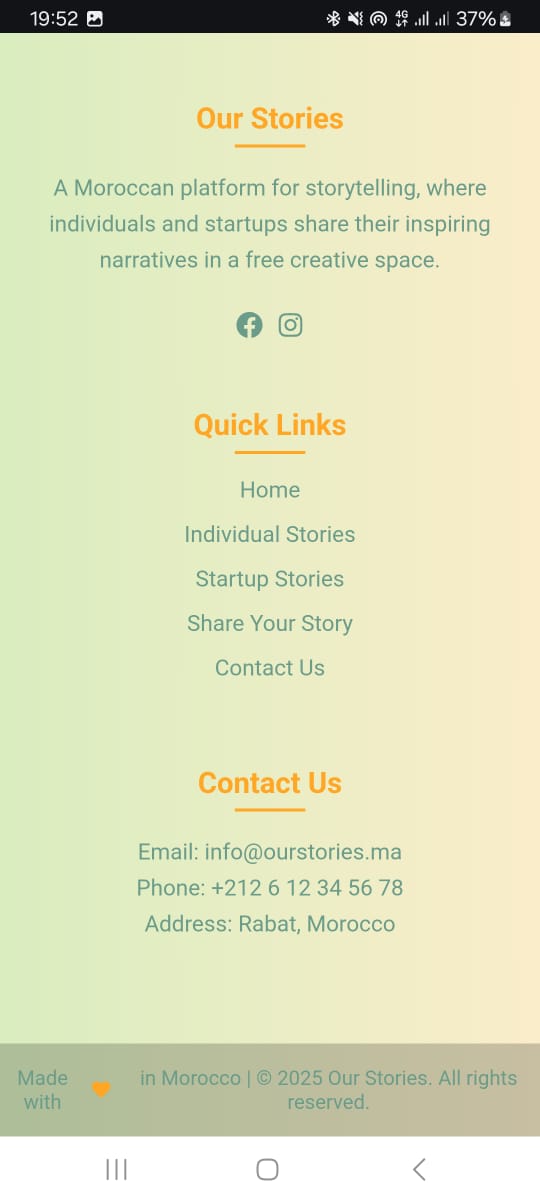 19:52
4G
37%
Our Stories
A Moroccan platform for storytelling, where
individuals and startups share their inspiring
narratives in a free creative space.
Quick Links
Home
Individual Stories
Startup Stories
Share Your Story
Contact Us
Contact Us
Email: info@ourstories.ma
Phone: +212 6 12 34 56 78
Address: Rabat, Morocco
Made
with
in Morocco | © 2025 Our Stories. All rights
reserved.